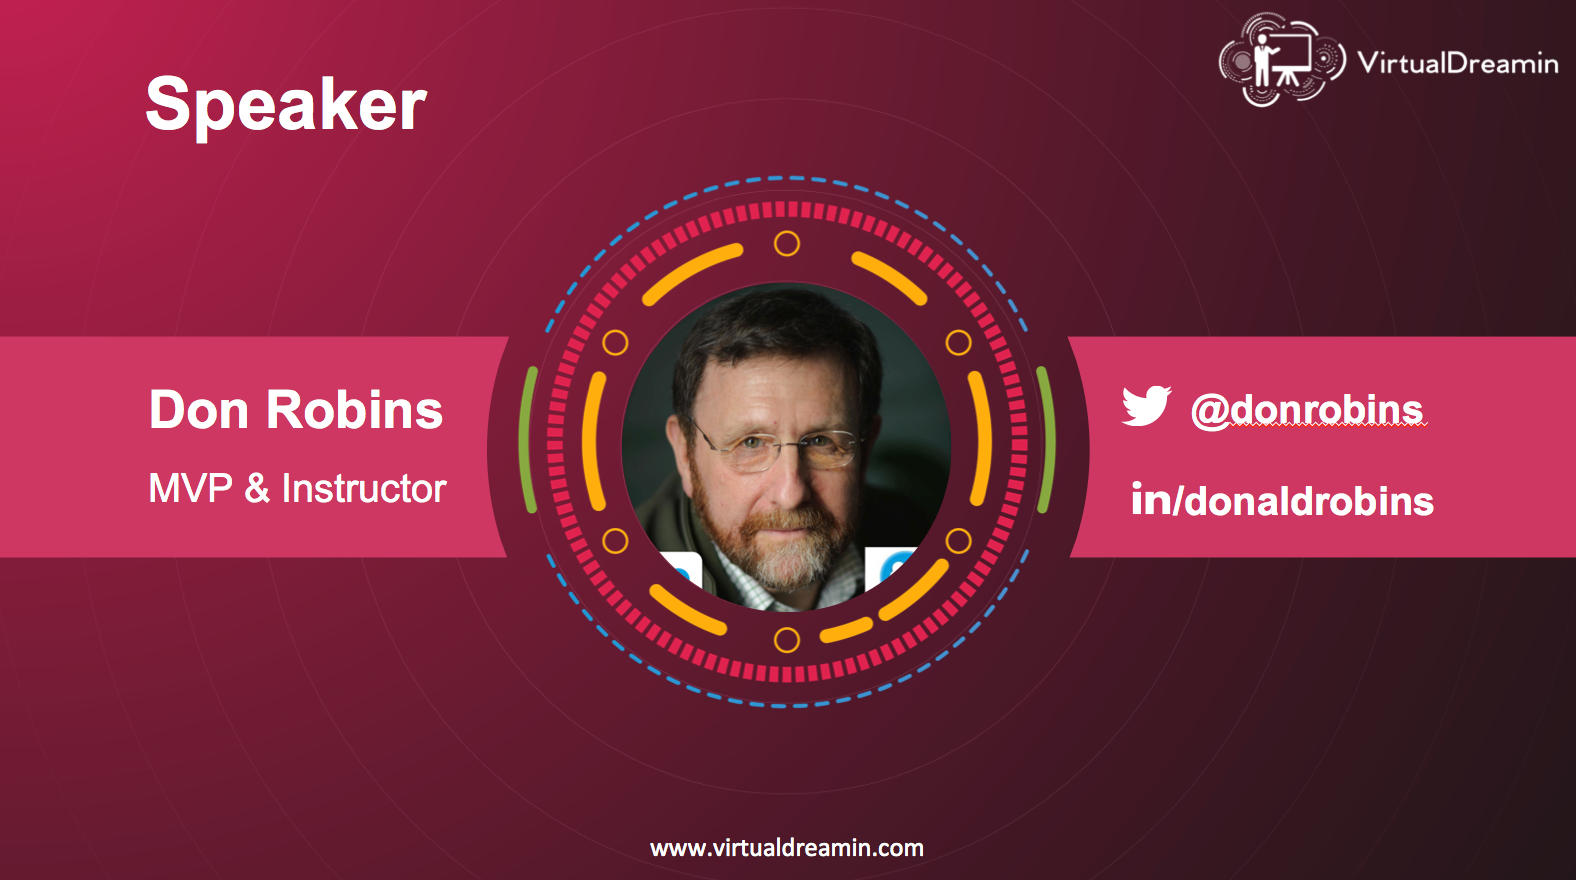 VirtualDreamin
Speaker
Don Robins
MVP & Instructor
@donrobins
in/donaldrobins
www.virtualdreamin.com